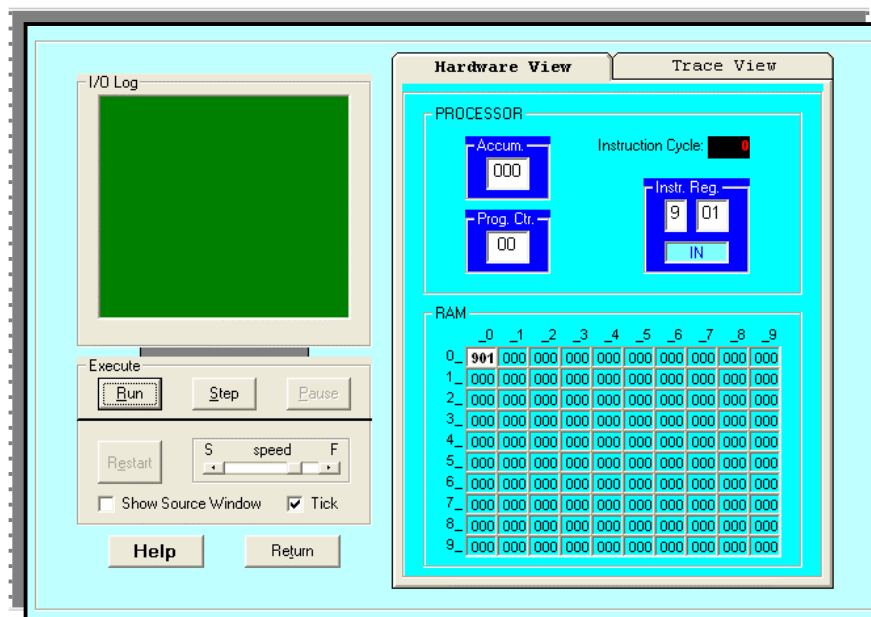 Hardware View Trace View
I/O Log
PROCESSOR
Accum. Instruction Cycle: 0
000
Instr. Reg.
9 01
Prog. Ctr.
00
IN
RAM
_0 _1 _2 _3 _4 _5 _6 _7 _8 _9
0_ 901 000 000 000 000 000 000 000 000 000
1_ 000 000 000 000 000 000 000 000 000 000
2_ 000 000 000 000 000 000 000 000 000 000
3_ 000 000 000 000 000 000 000 000 000 000
4_ 000 000 000 000 000 000 000 000 000 000
5_ 000 000 000 000 000 000 000 000 000 000
6_ 000 000 000 000 000 000 000 000 000 000
7_ 000 000 000 000 000 000 000 000 000 000
8_ 000 000 000 000 000 000 000 000 000 000
9_ 000 000 000 000 000 000 000 000 000 000
Execute
Run Step Pause
Restart
S speed F
Show Source Window Tick
Help Return